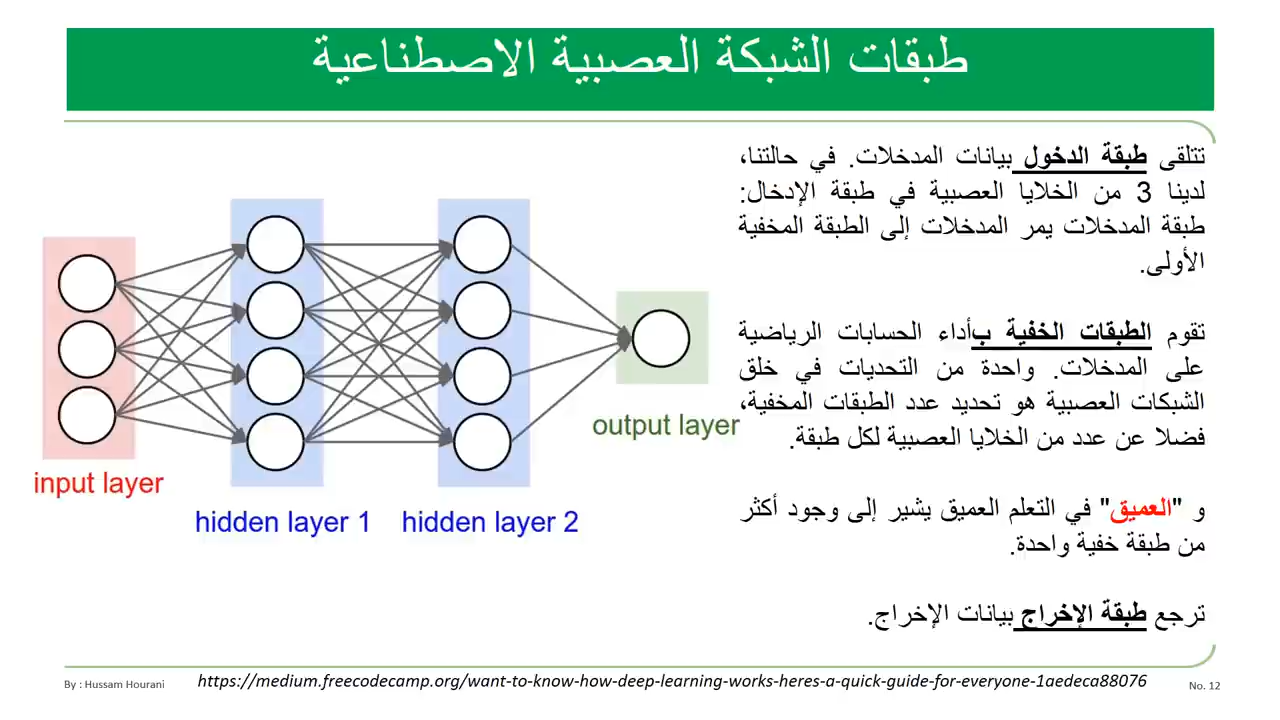 طبقات الشبكة العصبية الاصطناعية
تتلقى طبقة الدخول بيانات المدخلات. في حالتنا،
لدينا 3 من الخلايا العصبية في طبقة الإدخال:
طبقة المدخلات يمر المدخلات إلى الطبقة المخفية
الأولى.
تقوم الطبقات الخفية بأداء الحسابات الرياضية
على المدخلات. واحدة من التحديات في خلق
الشبكات العصبية هو تحديد عدد الطبقات المخفية،
فضلا عن عدد من الخلايا العصبية لكل طبقة.
و "العميق" في التعلم العميق يشير إلى وجود أكثر
من طبقة خفية واحدة.
ترجع طبقة الإخراج بيانات الإخراج.
input layer
hidden layer 1
hidden layer 2
output layer
By : Hussam Hourani
https://medium.freecodecamp.org/want-to-know-how-deep-learning-works-heres-a-quick-guide-for-everyone-1aedeca88076
No. 12